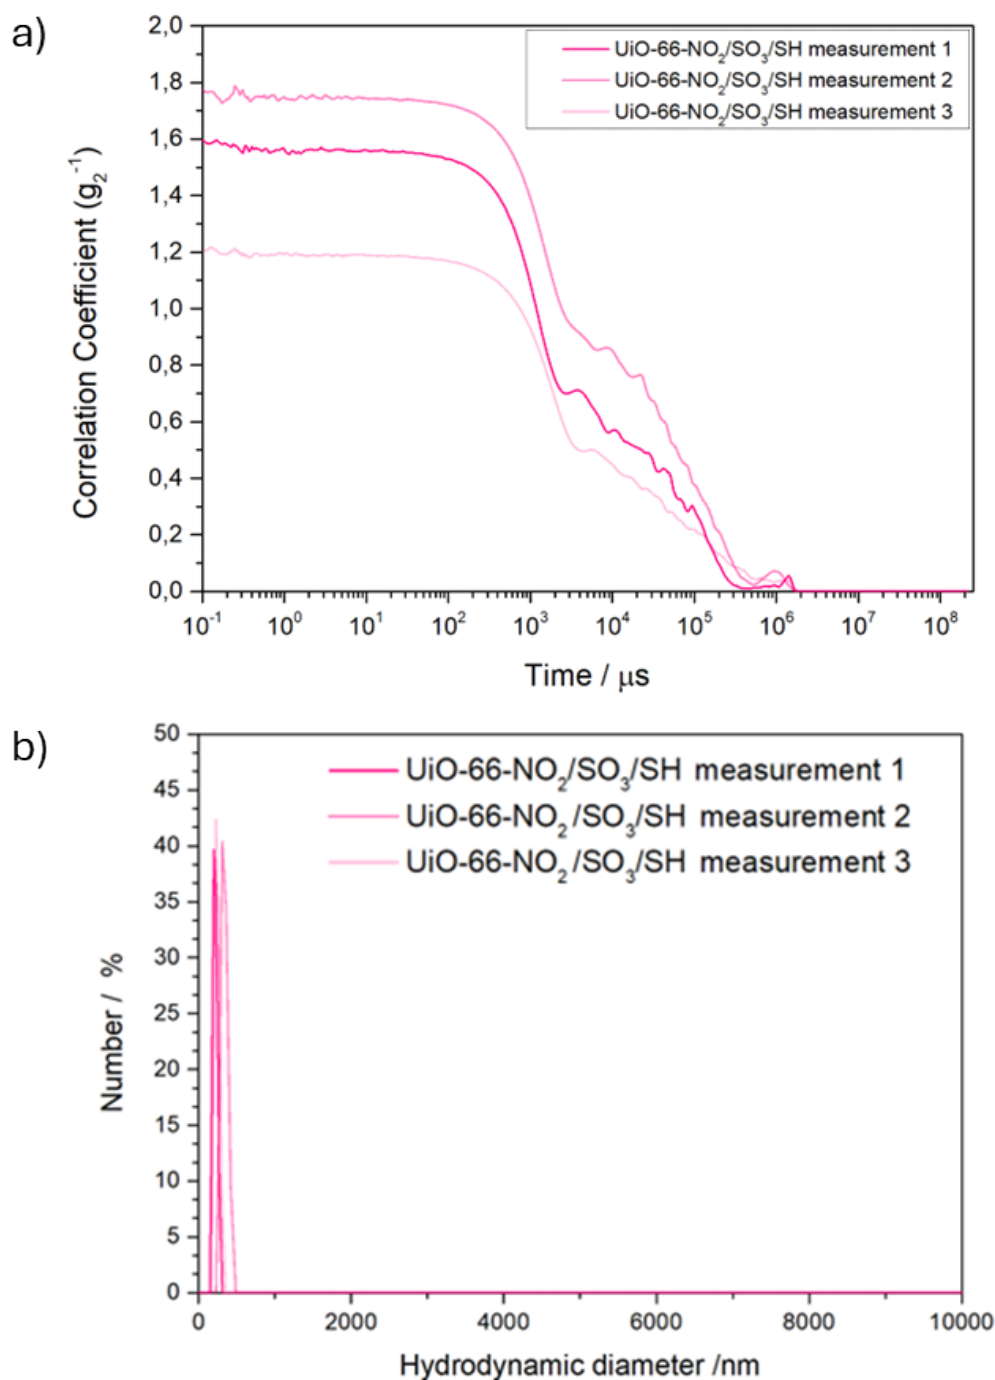 a)
2,0
1,8
1,6
1,4
1,2
1,0
0,8
0,6
0,4
0,2
0,0
Correlation Coefficient (g₂⁻¹)
UiO-66-NO₂/SO₃/SH measurement 1
UiO-66-NO₂/SO₃/SH measurement 2
UiO-66-NO₂/SO₃/SH measurement 3
10⁻¹ 10⁰ 10¹ 10² 10³ 10⁴ 10⁵ 10⁶ 10⁷ 10⁸
Time / μs
b)
50
45
40
35
30
25
20
15
10
5
0
Number / %
UiO-66-NO₂/SO₃/SH measurement 1
UiO-66-NO₂/SO₃/SH measurement 2
UiO-66-NO₂/SO₃/SH measurement 3
0 2000 4000 6000 8000 10000
Hydrodynamic diameter /nm